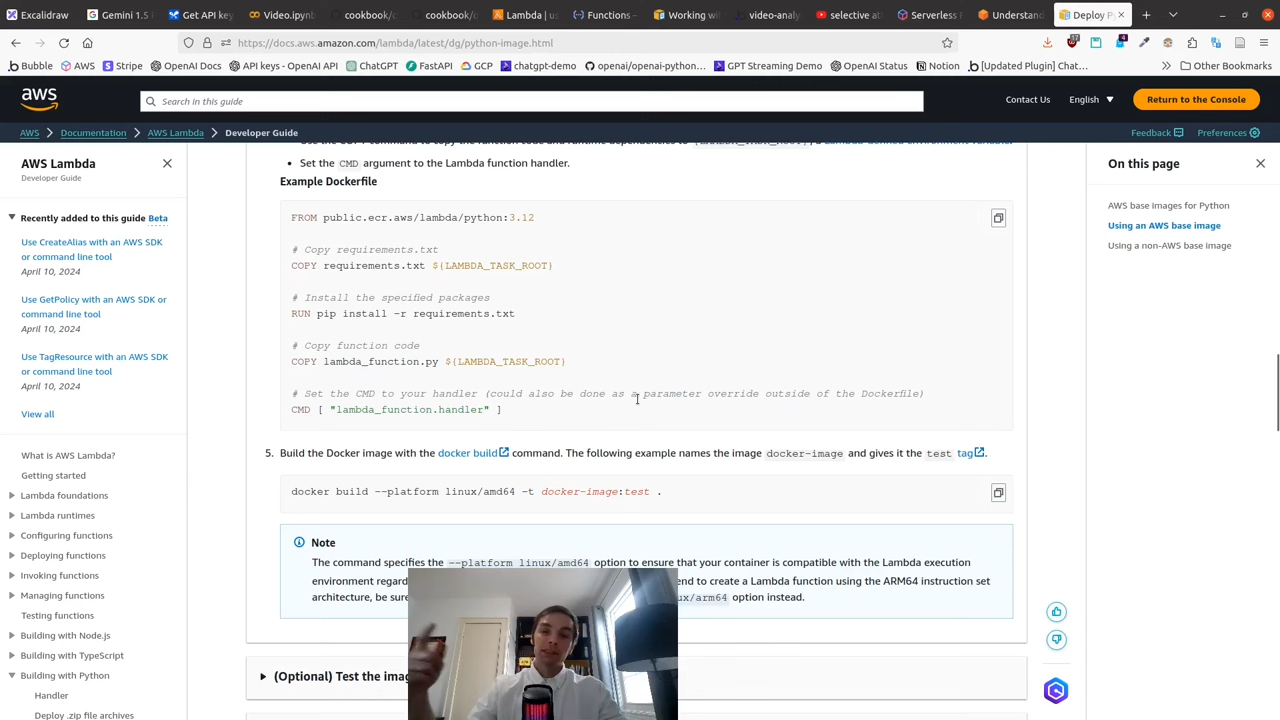 Excalidraw
Gemini 1.5
Get API key
Video.ipynb
cookbook/c
cookbook/o
Lambda | us
Functions –
Working wi
video-analy
selective at
Serverless F
Understanc
Deploy Py
https://docs.aws.amazon.com/lambda/latest/dg/python-image.html
Bubble
AWS
Stripe
OpenAI Docs
API keys - OpenAI API
ChatGPT
FastAPI
GCP
chatgpt-demo
openai/openai-python...
GPT Streaming Demo
OpenAI Status
Notion
[Updated Plugin] Chat...
Other Bookmarks
aws
Search in this guide
Contact Us
English
Return to the Console
AWS
Documentation
AWS Lambda
Developer Guide
Feedback
Preferences
AWS Lambda
Developer Guide
Recently added to this guide Beta
Use CreateAlias with an AWS SDK
or command line tool
April 10, 2024
Use GetPolicy with an AWS SDK or
command line tool
April 10, 2024
Use TagResource with an AWS SDK
or command line tool
April 10, 2024
View all
What is AWS Lambda?
Getting started
Lambda foundations
Lambda runtimes
Configuring functions
Deploying functions
Invoking functions
Managing functions
Testing functions
Building with Node.js
Building with TypeScript
Building with Python
Handler
Deploy .zip file archives
Set the CMD argument to the Lambda function handler.
Example Dockerfile
FROM public.ecr.aws/lambda/python:3.12
# Copy requirements.txt
COPY requirements.txt ${LAMBDA_TASK_ROOT}
# Install the specified packages
RUN pip install -r requirements.txt
# Copy function code
COPY lambda_function.py ${LAMBDA_TASK_ROOT}
# Set the CMD to your handler (could also be done as a parameter override outside of the Dockerfile)
CMD [ "lambda_function.handler" ]
5. Build the Docker image with the docker build command. The following example names the image docker-image and gives it the test tag.
docker build --platform linux/amd64 -t docker-image:test .
Note
The command specifies the --platform linux/amd64 option to ensure that your container is compatible with the Lambda execution
environment regard end to create a Lambda function using the ARM64 instruction set
architecture, be sure ux/arm64 option instead.
(Optional) Test the ima
On this page
AWS base images for Python
Using an AWS base image
Using a non-AWS base image